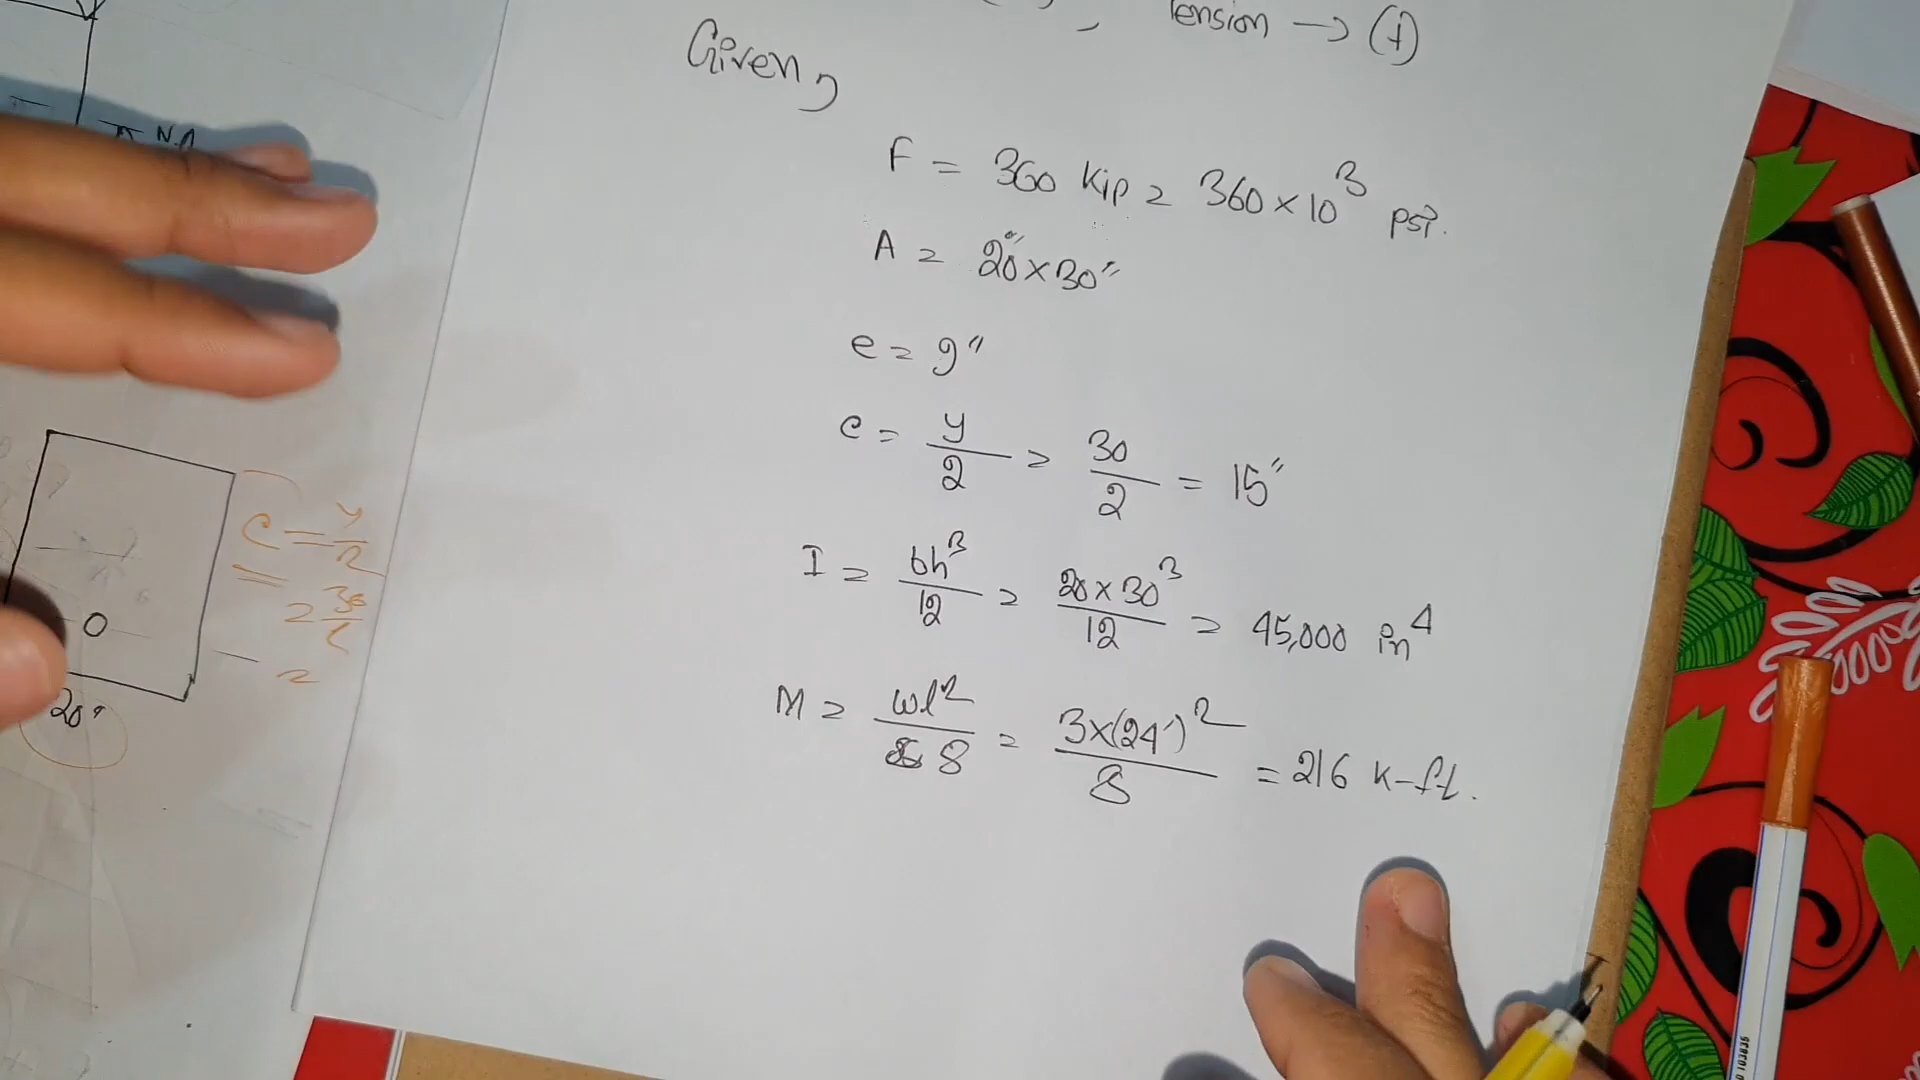 Tension → (f)
Given,
F = 360 kip = 360×10³ psi.
A = 20"×30"
e = 9"
c = y/2 = 30/2 = 15"
I = bh³/12 = 20×30³/12 = 45,000 in⁴
M = wl²/8 = 3×(24')²/8 = 216 k-ft.
N.A
C = y/2
= 30
=
20"